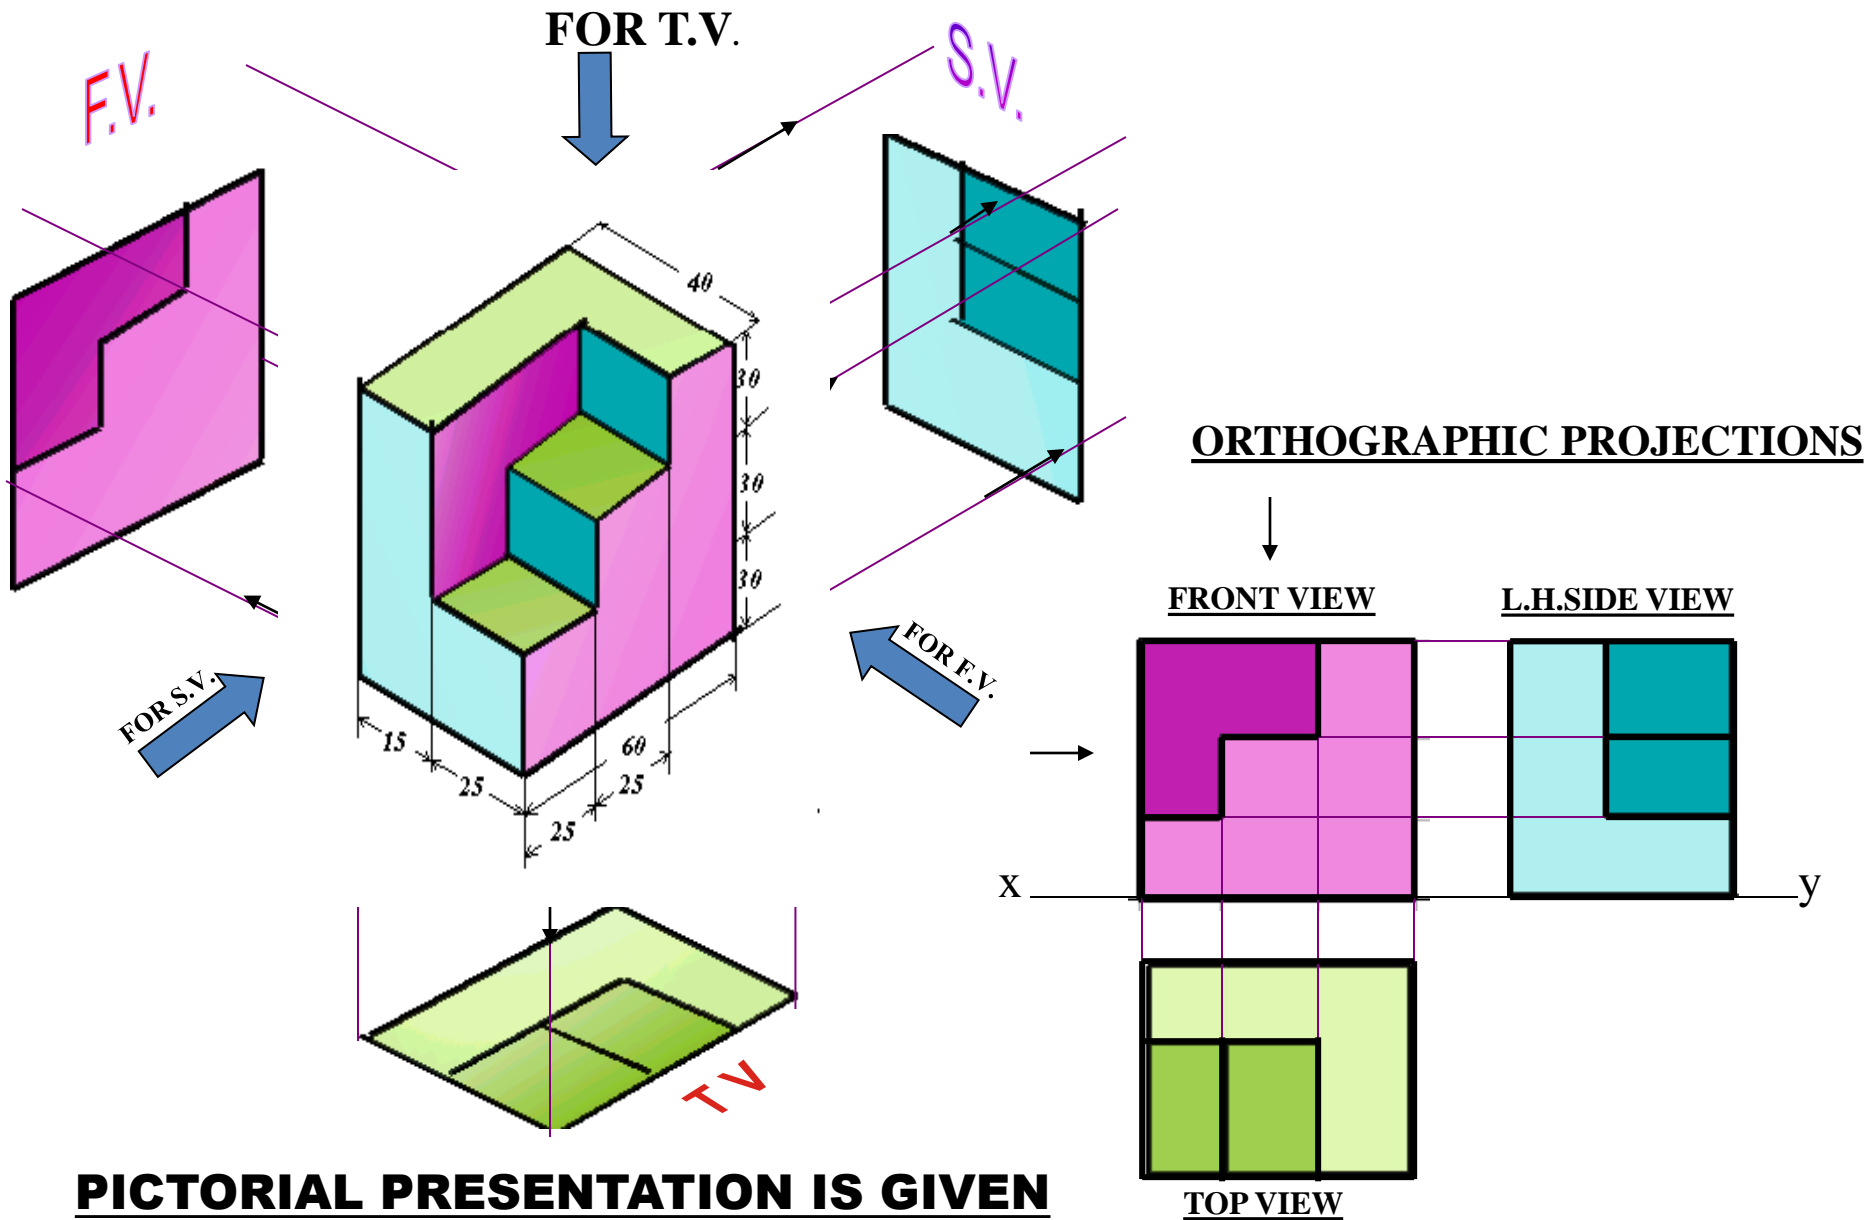 FOR T.V.
F.V.
S.V.
40
30
30
30
ORTHOGRAPHIC PROJECTIONS
FRONT VIEW
L.H.SIDE VIEW
FOR S.V.
FOR F.V.
15
25
60
25
25
x
y
T V
PICTORIAL PRESENTATION IS GIVEN
TOP VIEW